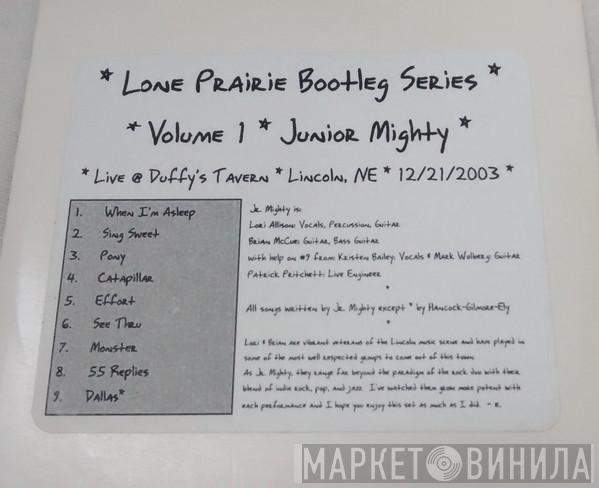 * Lone Prairie Bootleg Series *
* Volume 1 * Junior Mighty *
* Live @ Duffy's Tavern * Lincoln, NE * 12/21/2003 *
1. When I'm Asleep
2. Sing Sweet
3. Pony
4. Catapillar
5. Effort
6. See Thru
7. Monster
8. 55 Replies
9. Dallas*
Jr. Mighty is:
Lori Allison: Vocals, Percussion, Guitar
Brian McCue: Guitar, Bass Guitar
with help on #9 from Kristen Bailey: Vocals & Mark Wolberg: Guitar
Patrick Pritchett: Live Engineer
*
All songs written by Jr. Mighty except * by Hancock-Gilmore-Ely
*
Lori & Brian are vibrant veterans of the Lincoln music scene and have played in
some of the most well respected groups to come out of this town.
As Jr. Mighty, they range far beyond the paradigm of the rock duo with their
blend of indie rock, pop, and jazz. I've watched them grow more potent with
each performance and I hope you enjoy this set as much as I did. -
МАРКЕТ ВИНИЛА